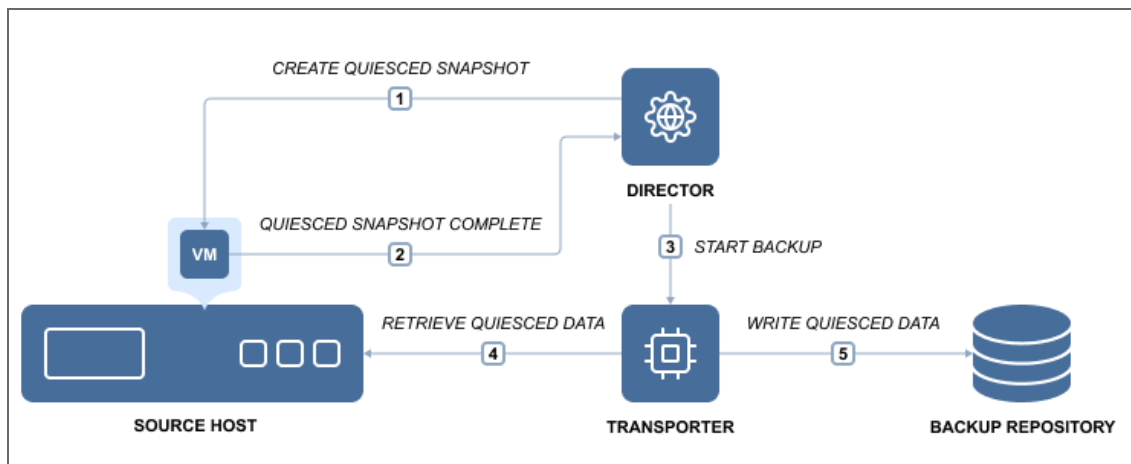 CREATE QUIESCED SNAPSHOT
1
DIRECTOR
QUIESCED SNAPSHOT COMPLETE
VM
2
3
START BACKUP
RETRIEVE QUIESCED DATA
WRITE QUIESCED DATA
4
5
SOURCE HOST
TRANSPORTER
BACKUP REPOSITORY